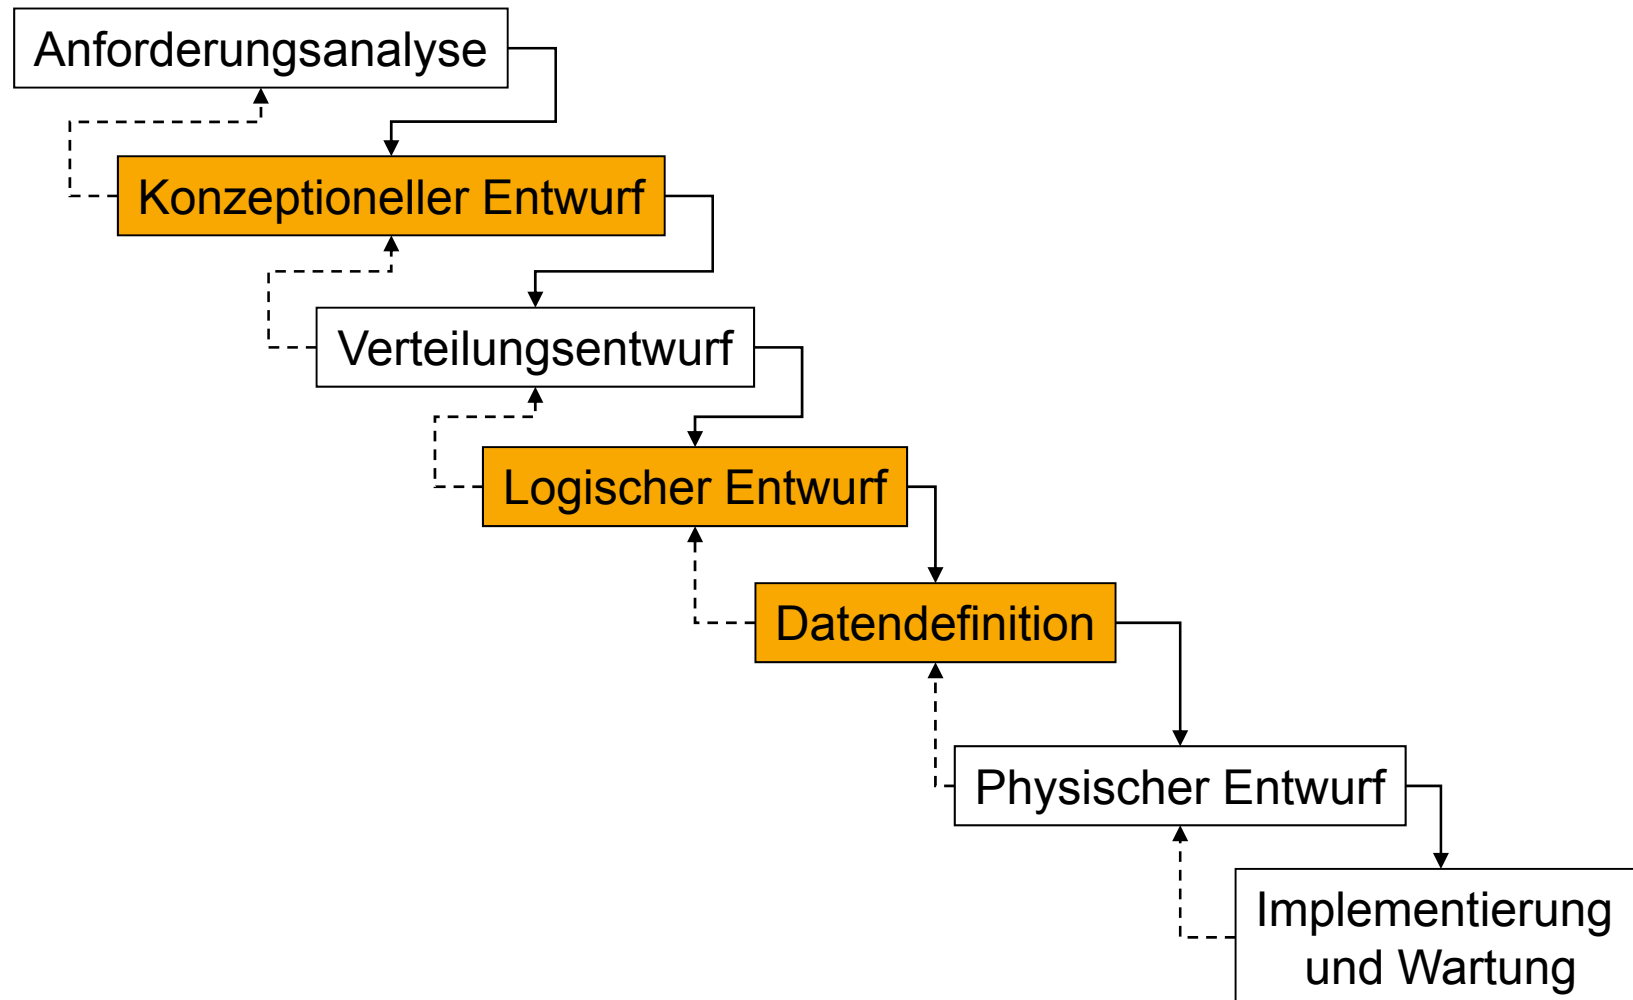 Anforderungsanalyse
Konzeptioneller Entwurf
Verteilungsentwurf
Logischer Entwurf
Datendefinition
Physischer Entwurf
Implementierung
und Wartung